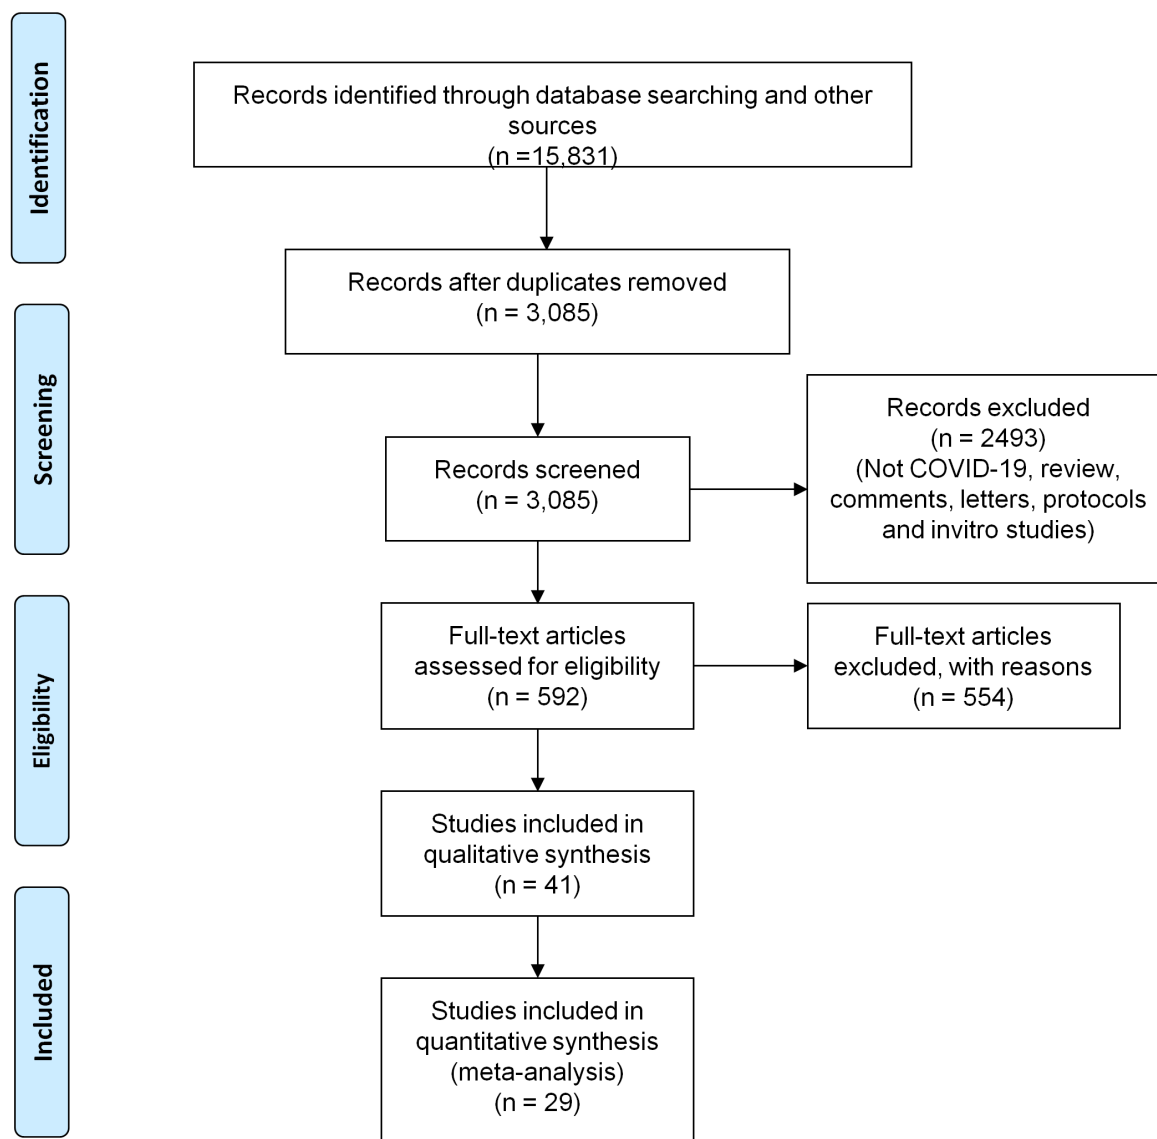 Identification
Records identified through database searching and other
sources
(n =15,831)
Records after duplicates removed
(n = 3,085)
Screening
Records screened
(n = 3,085)
Records excluded
(n = 2493)
(Not COVID-19, review,
comments, letters, protocols
and invitro studies)
Eligibility
Full-text articles
assessed for eligibility
(n = 592)
Full-text articles
excluded, with reasons
(n = 554)
Studies included in
qualitative synthesis
(n = 41)
Included
Studies included in
quantitative synthesis
(meta-analysis)
(n = 29)